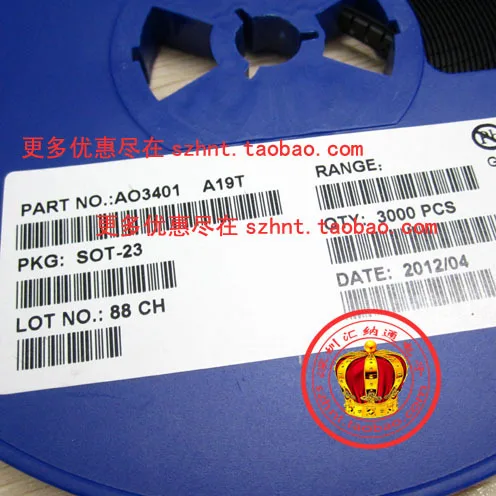 更多优惠尽在 szhnt.taobao.com
PART NO.:AO3401 A19T
RANGE:
PKG: SOT-23
QTY: 3000 PCS
更多优惠尽在 szhnt.taobao.com
LOT NO.: 88 CH
DATE: 2012/04